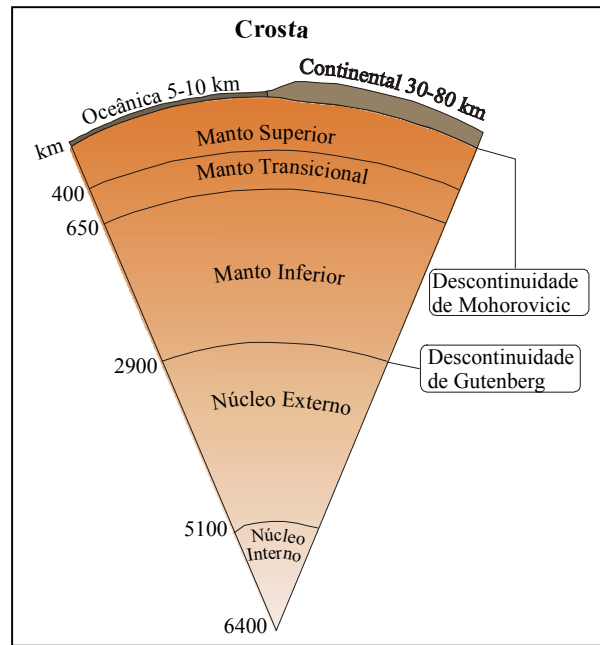 Crosta
Oceânica 5-10 km
Continental 30-80 km
km
Manto Superior
Manto Transicional
400
650
Manto Inferior
Descontinuidade
de Mohorovicic
2900
Descontinuidade
de Gutenberg
Núcleo Externo
5100
Núcleo
Interno
6400